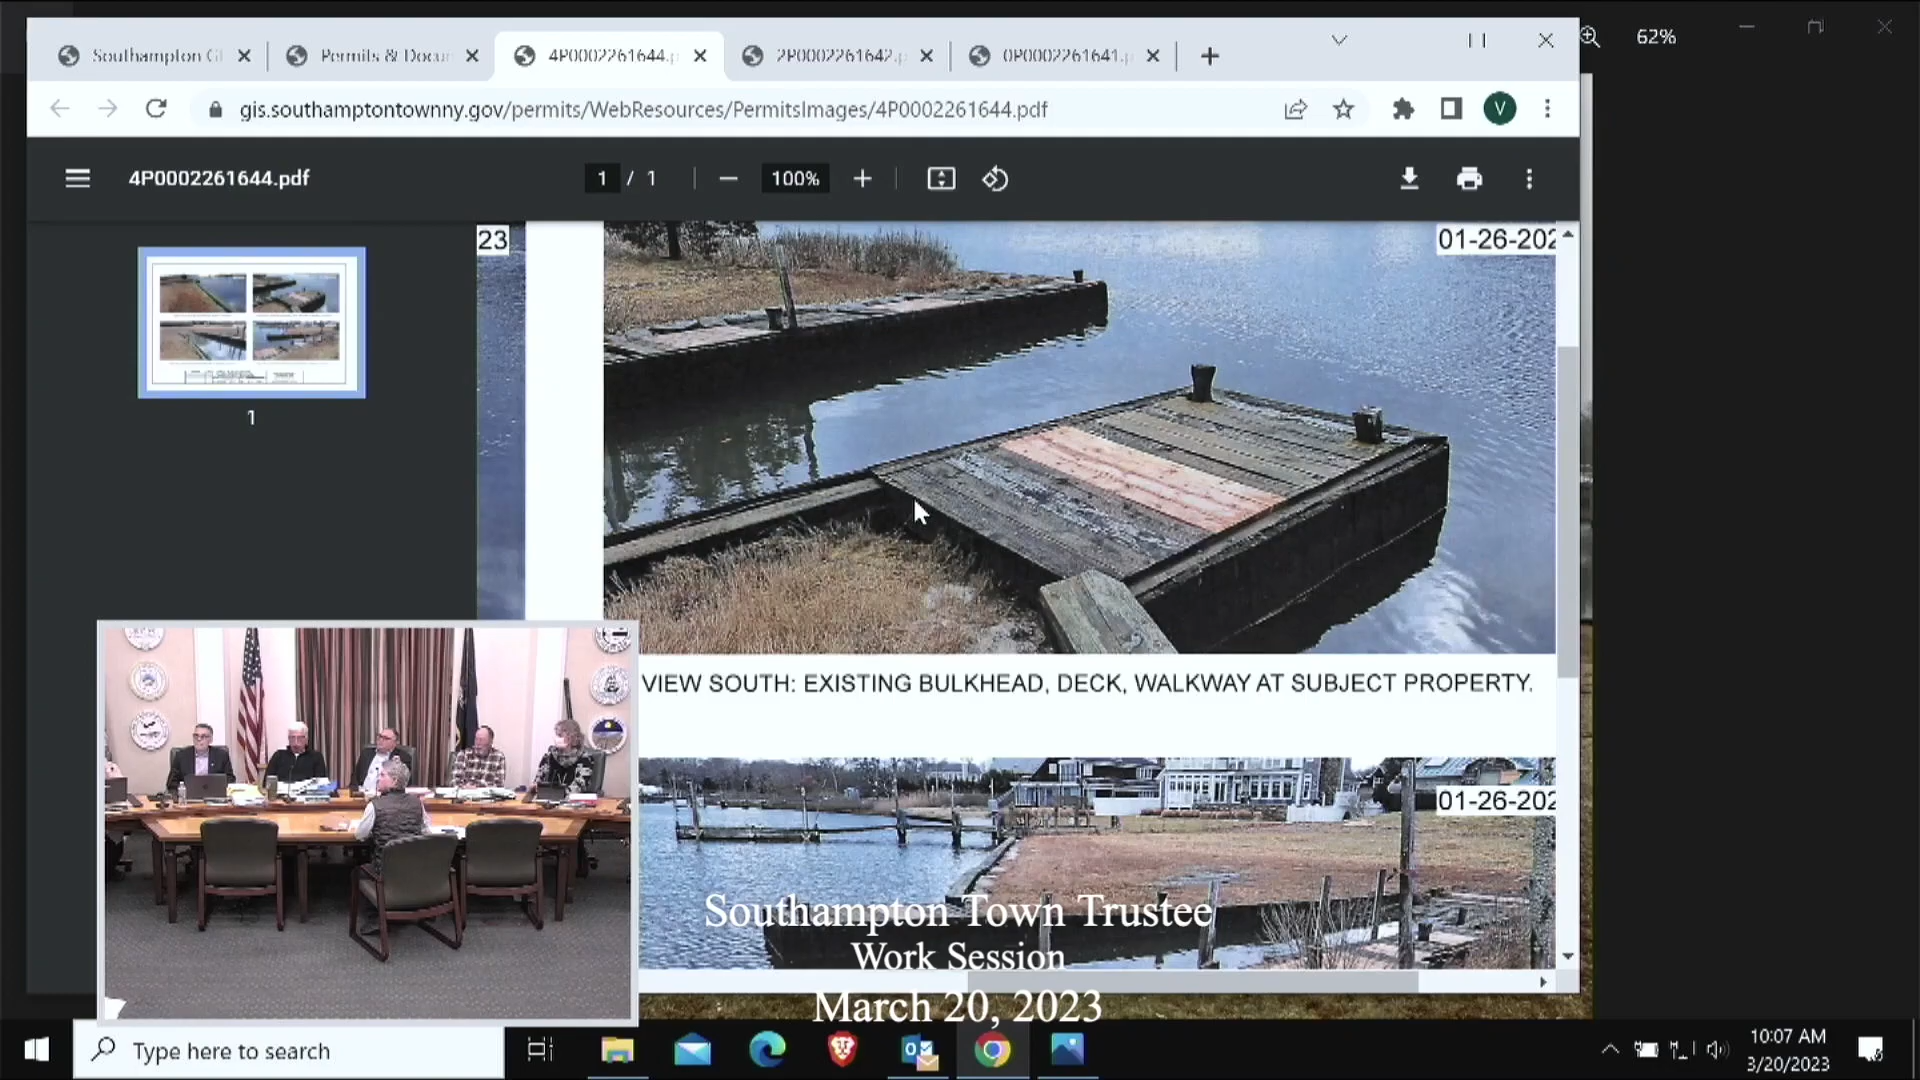 62%
Southampton GI
Permits & Docum
4P0002261644.p
2P0002261642.p
0P0002261641.p
gis.southamptontownny.gov/permits/WebResources/PermitsImages/4P0002261644.pdf
V
4P0002261644.pdf
1 / 1
100%
1
23
01-26-202
VIEW SOUTH: EXISTING BULKHEAD, DECK, WALKWAY AT SUBJECT PROPERTY.
01-26-202
Southampton Town Trustee
Work Session
March 20, 2023
Type here to search
10:07 AM
3/20/2023